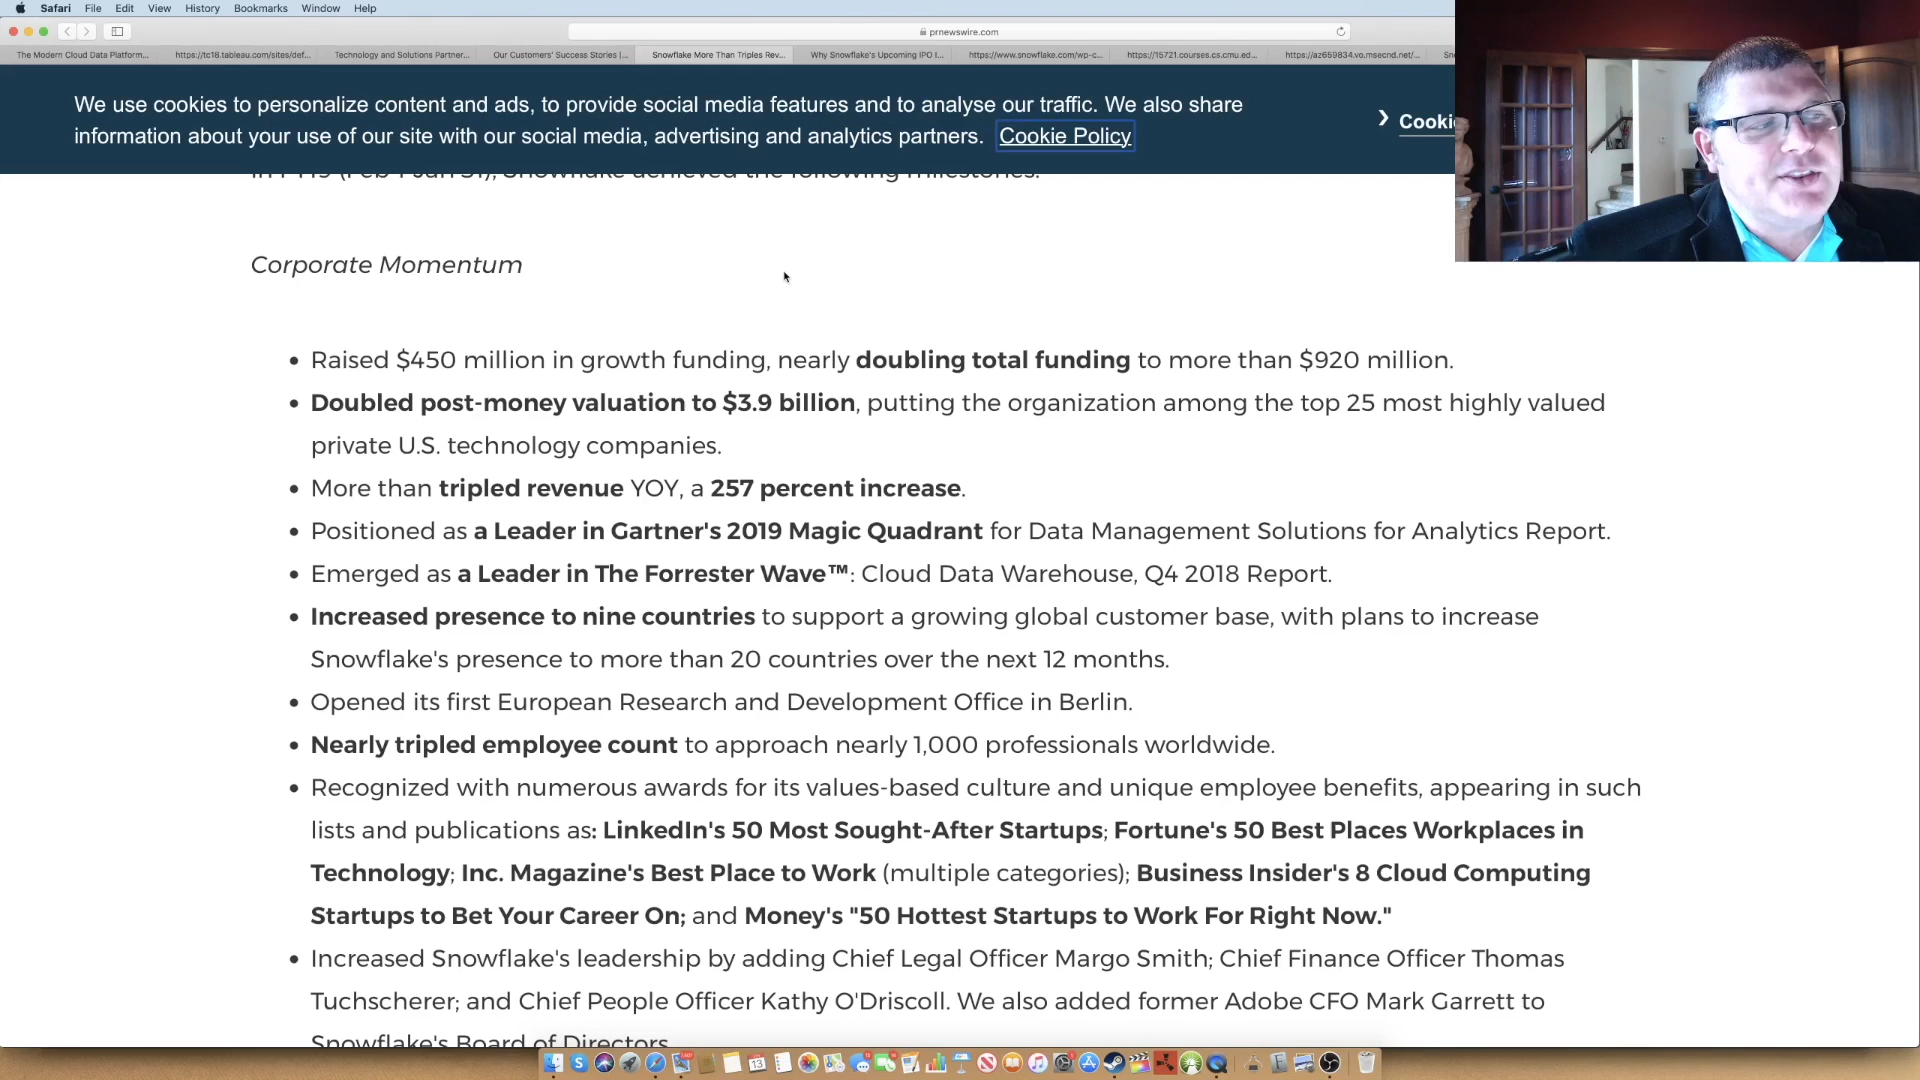 Safari File Edit View History Bookmarks Window Help
prnewswire.com
The Modern Cloud Data Platform... https://tc18.tableau.com/sites/def... Technology and Solutions Partner... Our Customers' Success Stories |... Snowflake More Than Triples Rev... Why Snowflake's Upcoming IPO I... https://www.snowflake.com/wp-c... https://15721.courses.cs.cmu.ed... https://az659834.vo.msecnd.net/...
We use cookies to personalize content and ads, to provide social media features and to analyse our traffic. We also share
information about your use of our site with our social media, advertising and analytics partners. Cookie Policy
❯ Cooki
Snowflake achieved the following milestones:
Corporate Momentum
• Raised $450 million in growth funding, nearly doubling total funding to more than $920 million.
• Doubled post-money valuation to $3.9 billion, putting the organization among the top 25 most highly valued
private U.S. technology companies.
• More than tripled revenue YOY, a 257 percent increase.
• Positioned as a Leader in Gartner's 2019 Magic Quadrant for Data Management Solutions for Analytics Report.
• Emerged as a Leader in The Forrester Wave™: Cloud Data Warehouse, Q4 2018 Report.
• Increased presence to nine countries to support a growing global customer base, with plans to increase
Snowflake's presence to more than 20 countries over the next 12 months.
• Opened its first European Research and Development Office in Berlin.
• Nearly tripled employee count to approach nearly 1,000 professionals worldwide.
• Recognized with numerous awards for its values-based culture and unique employee benefits, appearing in such
lists and publications as: LinkedIn's 50 Most Sought-After Startups; Fortune's 50 Best Places Workplaces in
Technology; Inc. Magazine's Best Place to Work (multiple categories); Business Insider's 8 Cloud Computing
Startups to Bet Your Career On; and Money's "50 Hottest Startups to Work For Right Now."
• Increased Snowflake's leadership by adding Chief Legal Officer Margo Smith; Chief Finance Officer Thomas
Tuchscherer; and Chief People Officer Kathy O'Driscoll. We also added former Adobe CFO Mark Garrett to
Snowflake's Board of Directors.